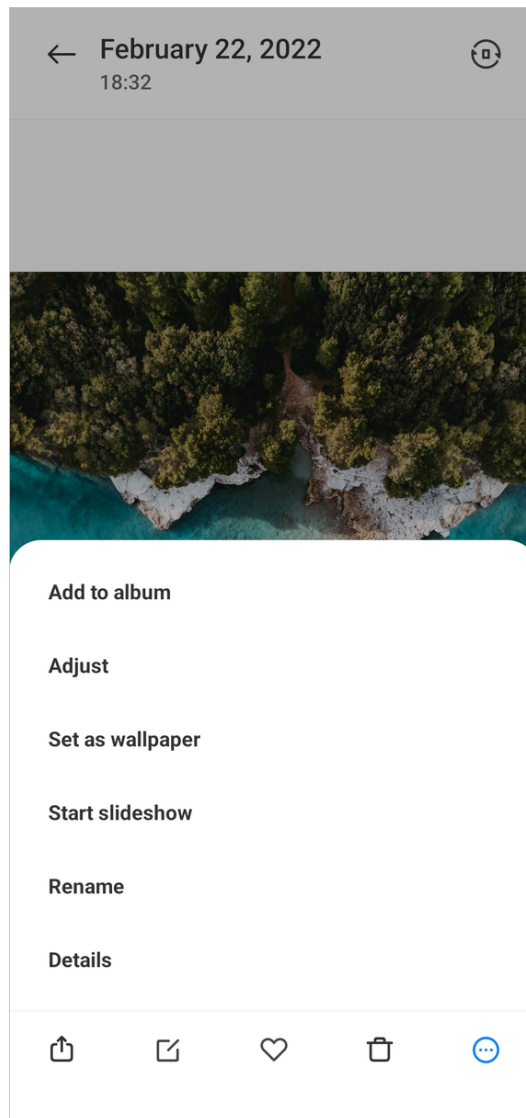 February 22, 2022
18:32
Add to album
Adjust
Set as wallpaper
Start slideshow
Rename
Details